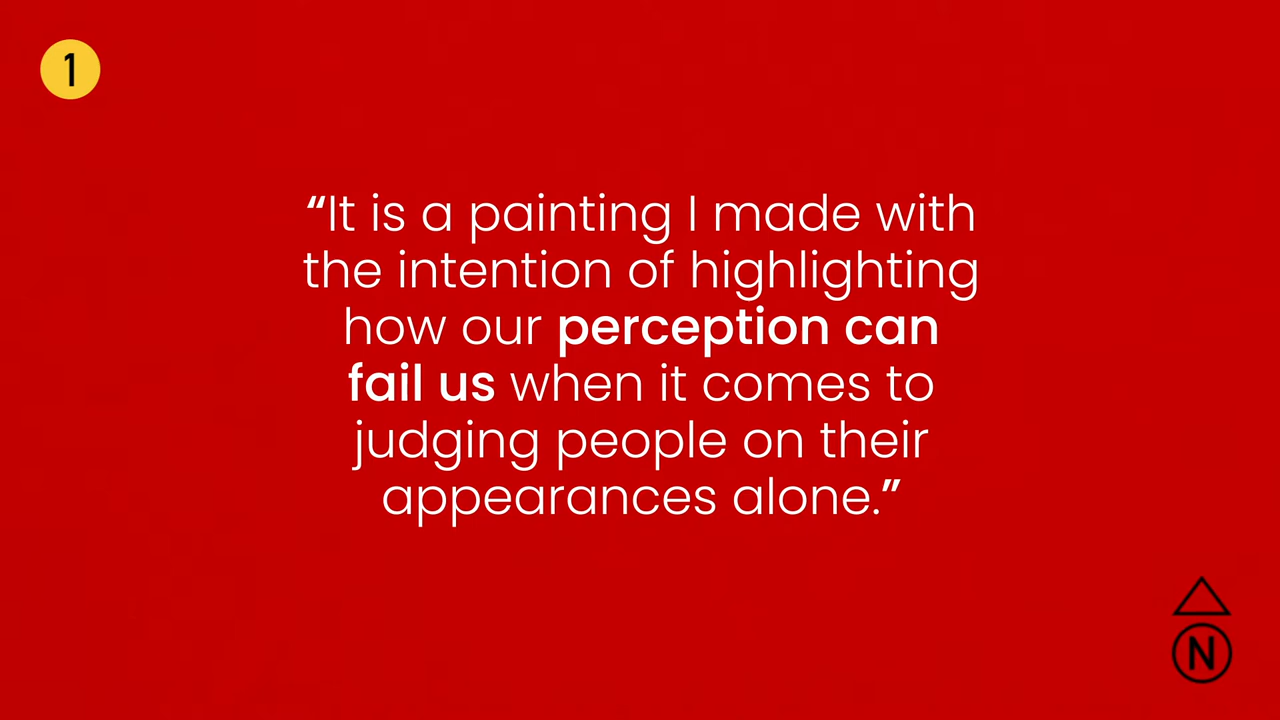 1
“It is a painting I made with
the intention of highlighting
how our perception can
fail us when it comes to
judging people on their
appearances alone.”
N